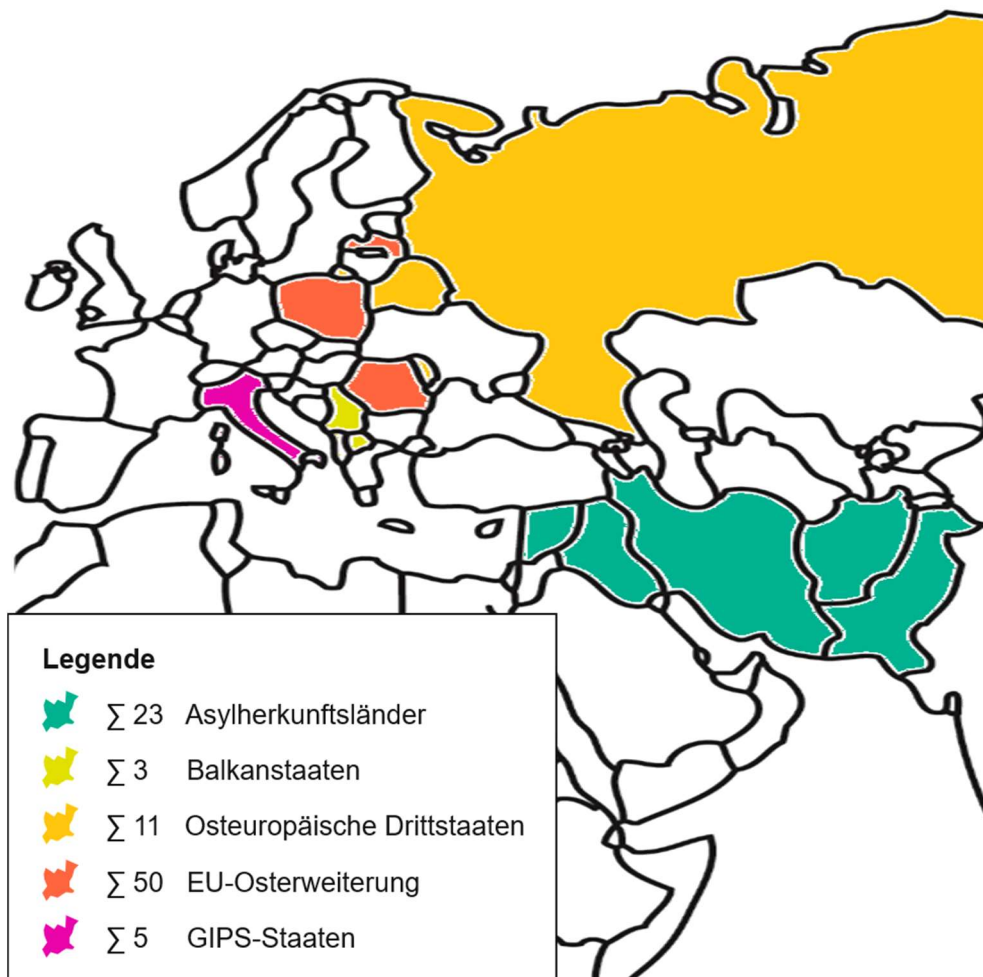 Legende
∑ 23 Asylherkunftsländer
∑ 3 Balkanstaaten
∑ 11 Osteuropäische Drittstaaten
∑ 50 EU-Osterweiterung
∑ 5 GIPS-Staaten